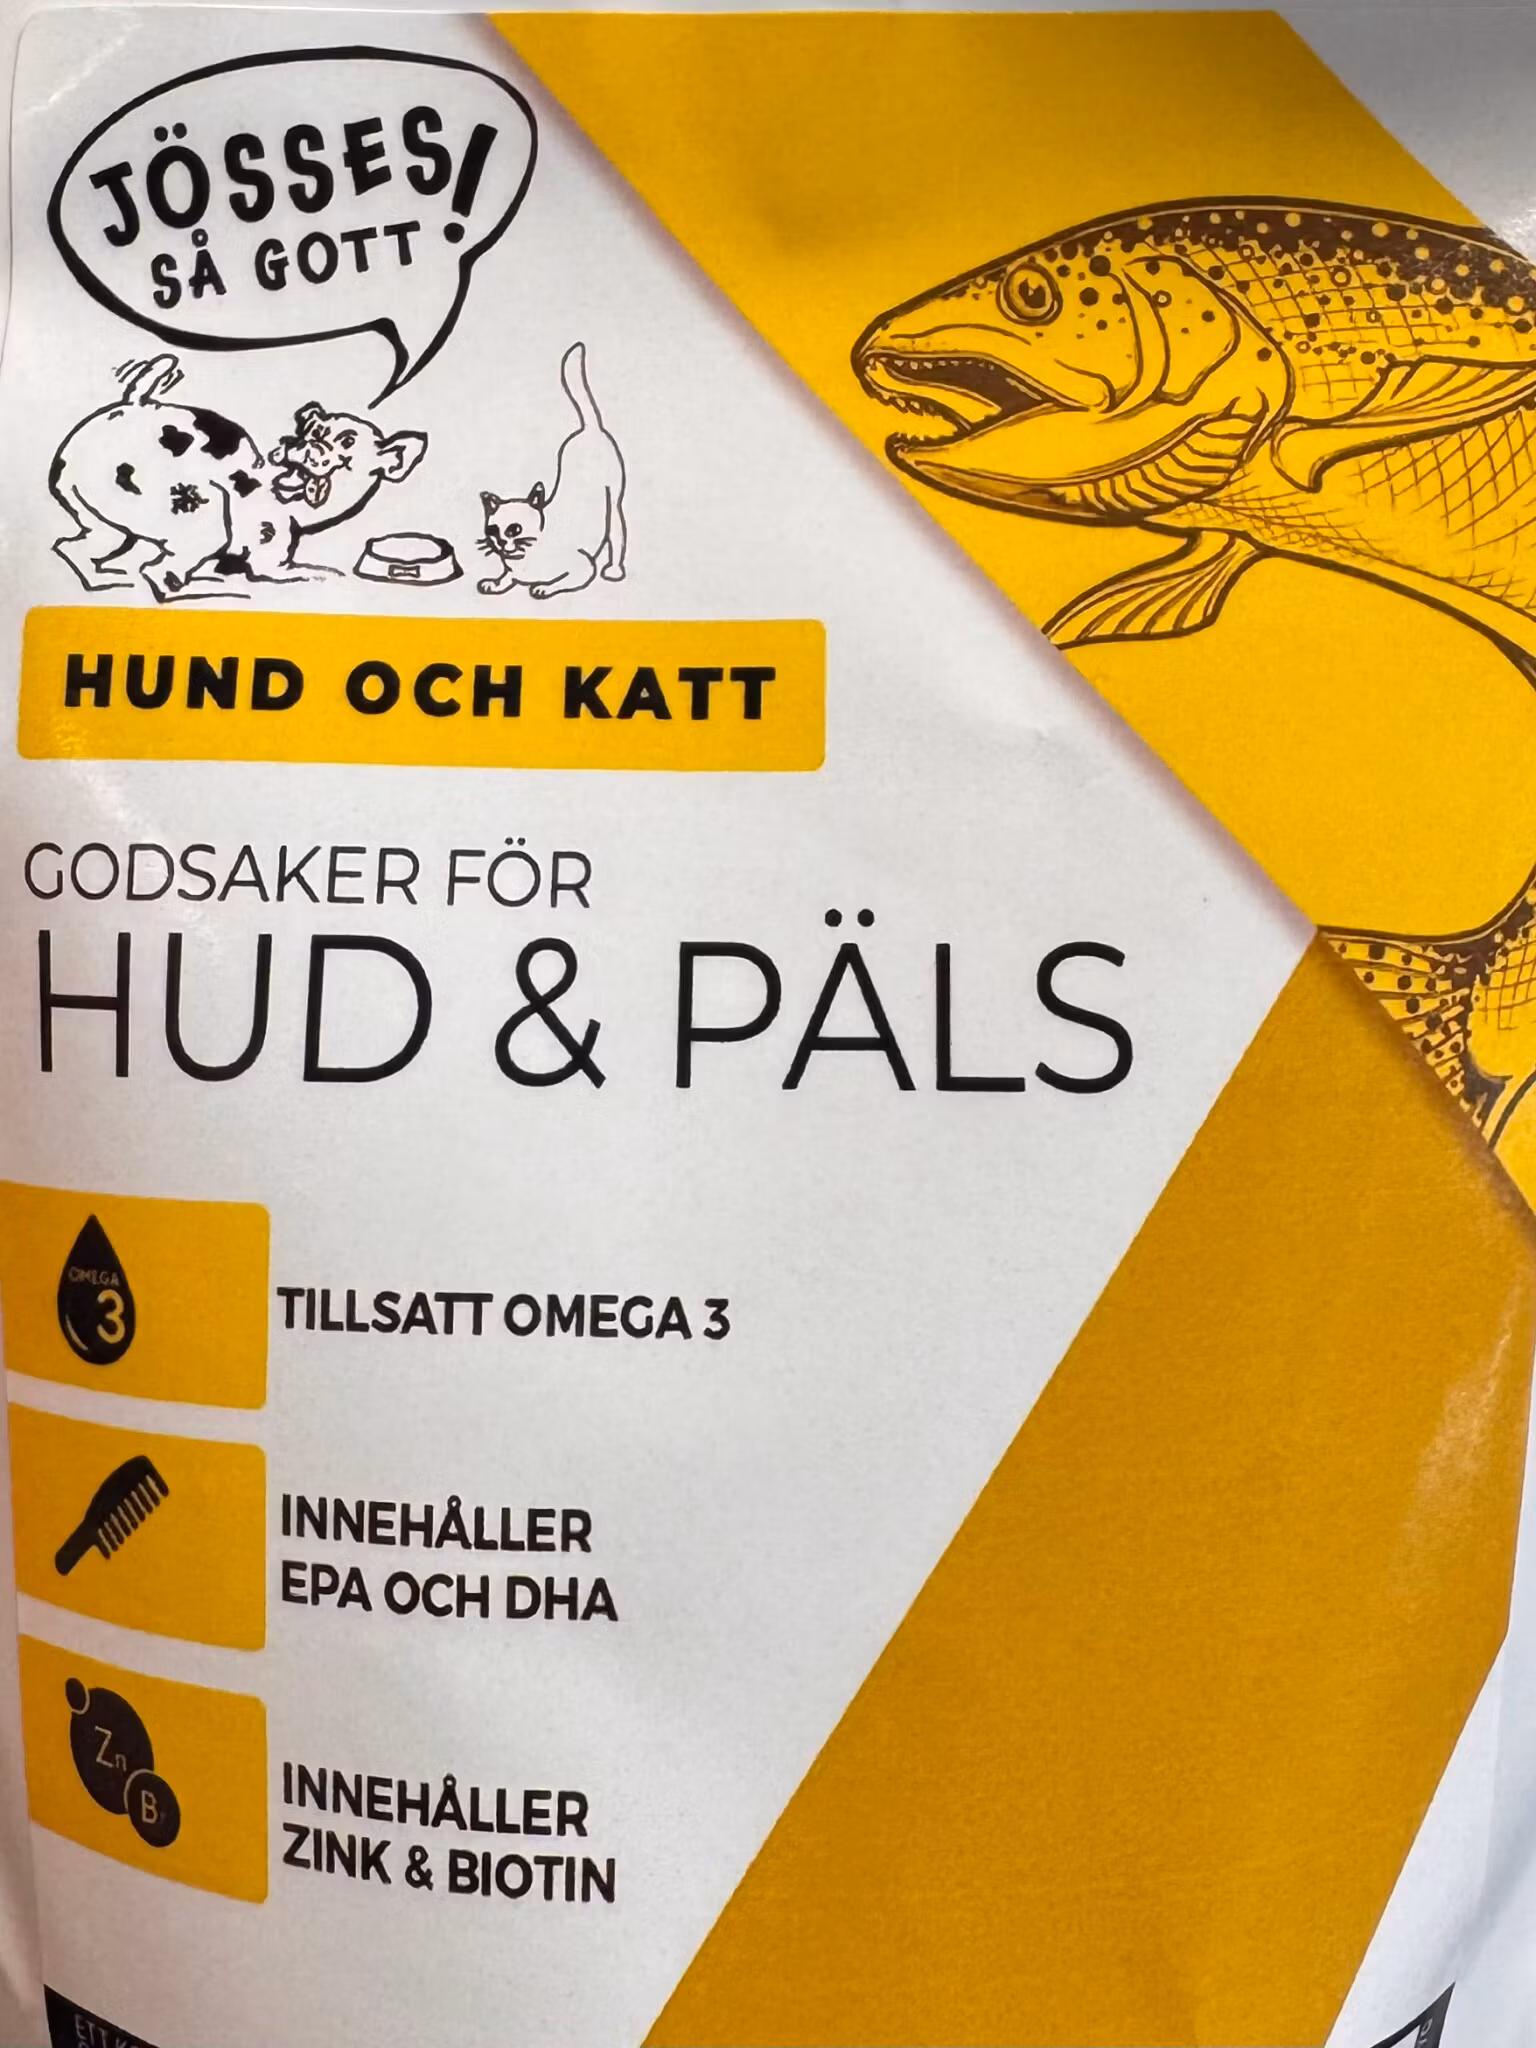 JÖSSES!
SÅ GOTT
HUND OCH KATT
GODSAKER FÖR
HUD & PÄLS
OMEGA
3
TILLSATT OMEGA 3
INNEHÅLLER
EPA OCH DHA
Zn
B
INNEHÅLLER
ZINK & BIOTIN
ETT